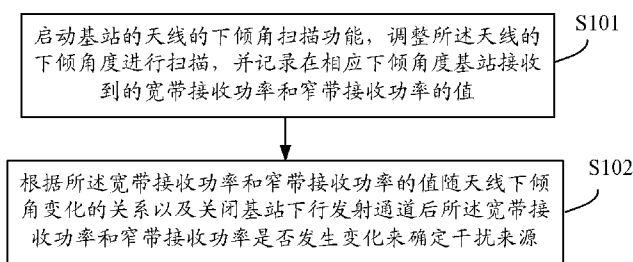 启动基站的天线的下倾角扫描功能，调整所述天线的
下倾角度进行扫描，并记录在相应下倾角度基站接收
到的宽带接收功率和窄带接收功率的值
S101
根据所述宽带接收功率和窄带接收功率的值随天线下倾
角变化的关系以及关闭基站下行发射通道后所述宽带接
收功率和窄带接收功率是否发生变化来确定干扰来源
S102